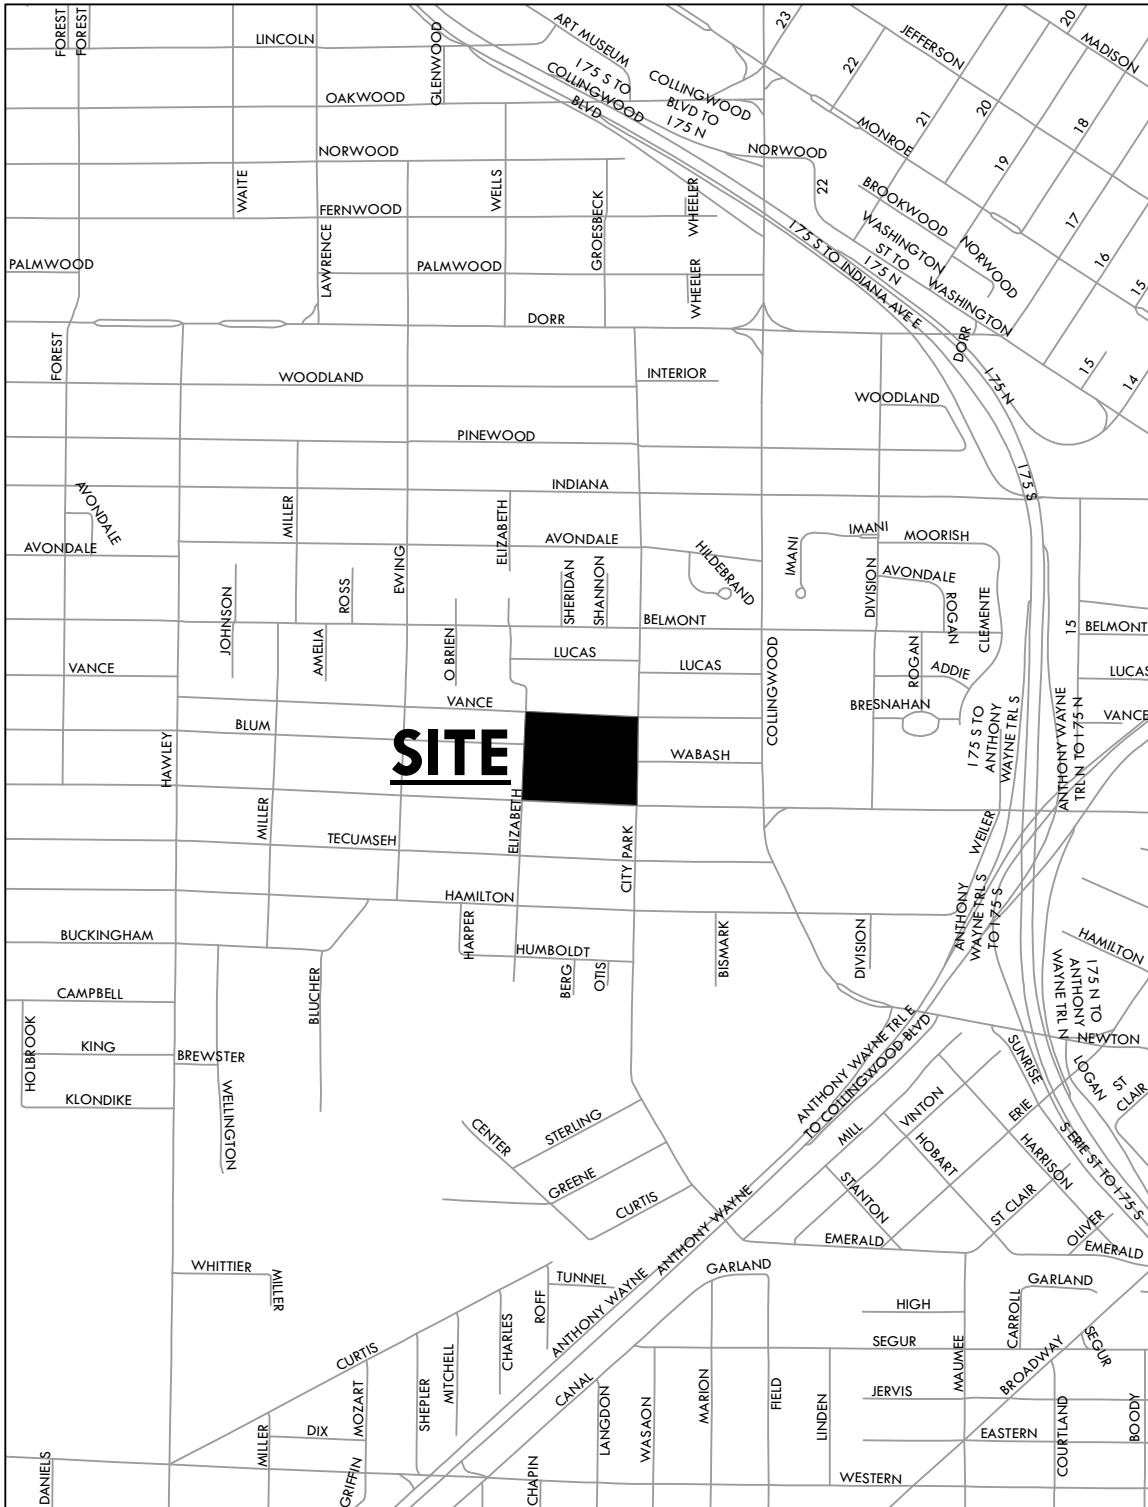 FOREST
FOREST
LINCOLN
GLENWOOD
ART MUSEUM
23
22
JEFFERSON
20
MADISON
I 75 S TO
COLLINGWOOD
BLVD
COLLINGWOOD
BLVD TO
I 75 N
OAKWOOD
21
20
18
MONROE
NORWOOD
NORWOOD
19
WAITE
WELLS
GROESBECK
WHEELER
22
BROOKWOOD
FERNWOOD
LAWRENCE
WASHINGTON
ST TO
I 75 N
NORWOOD
17
16
15
PALMWOOD
PALMWOOD
WHEELER
I 75 S TO INDIANA AVE E
WASHINGTON
DORR
DORR
FOREST
WOODLAND
INTERIOR
I 75 N
15
14
WOODLAND
PINEWOOD
INDIANA
I 75 S
AVONDALE
MILLER
ELIZABETH
AVONDALE
IMANI
MOORISH
AVONDALE
EWING
HILDEBRAND
IMANI
DIVISION
AVONDALE
JOHNSON
ROSS
SHERIDAN
SHANNON
ROGAN
CLEMENTE
BELMONT
15
BELMONT
AMELIA
O BRIEN
LUCAS
LUCAS
COLLINGWOOD
ROGAN
ADDIE
LUCAS
VANCE
VANCE
BRESNAHAN
VANCE
BLUM
SITE
WABASH
HAWLEY
I 75 S TO
ANTHONY
WAYNE TRL S
ANTHONY WAYNE
TRL N TO I 75 N
MILLER
ELIZABETH
TECUMSEH
CITY PARK
WEILER
HAMILTON
ANTHONY
WAYNE TRL S
TO I 75 S
BUCKINGHAM
HARPER
HUMBOLDT
BISMARK
DIVISION
HAMILTON
BERG
OTIS
CAMPBELL
BLUCHER
I 75 N TO
ANTHONY
WAYNE TRL N
HOLBROOK
KING
BREWSTER
ANTHONY WAYNE TRL E
TO COLLINGWOOD BLVD
SUNRISE
NEWTON
LOGAN
ST
CLAIR
KLONDIKE
WELLINGTON
CENTER
STERLING
MILL
VINTON
ERIE
HOBART
HARRISON
S ERIE ST TO I 75 S
GREENE
CURTIS
STANTON
ST CLAIR
OLIVER
ANTHONY WAYNE
EMERALD
EMERALD
WHITTIER
MILLER
TUNNEL
GARLAND
GARLAND
ROFF
ANTHONY WAYNE
HIGH
CARROLL
CHARLES
SEGUR
SEGUR
CURTIS
MITCHELL
MAUMEE
BROADWAY
SHEPLER
MOZART
CANAL
LANGDON
WASAON
MARION
FIELD
LINDEN
JERVIS
COURTLAND
BOODY
MILLER
DIX
EASTERN
DANIELS
GRIFFIN
CHAPIN
WESTERN